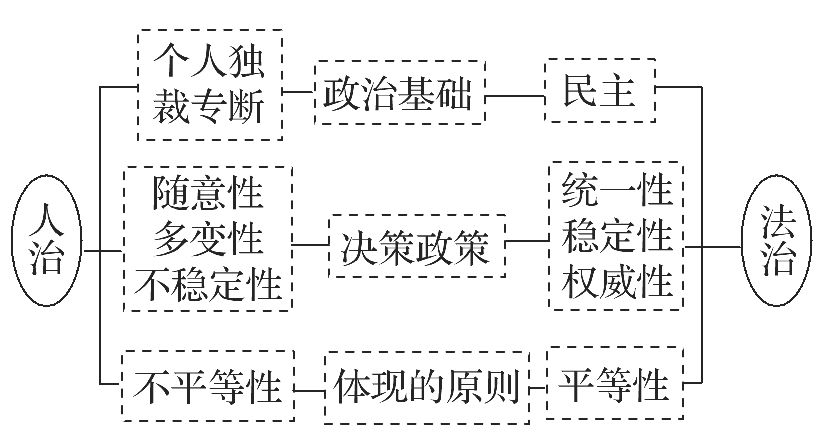 人治
个人独
裁专断
政治基础
民主
随意性
多变性
不稳定性
决策政策
统一性
稳定性
权威性
法治
不平等性
体现的原则
平等性